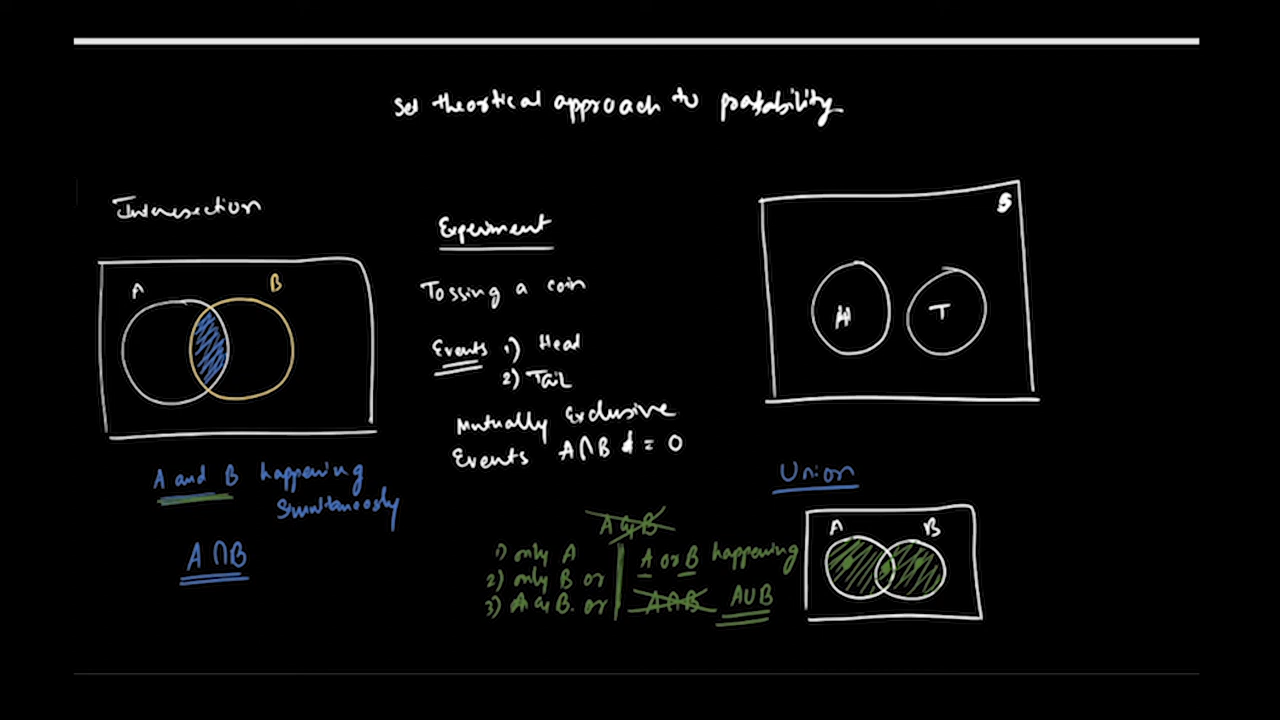 Set theortical approach to probability
Intersection
A
B
A and B happening
Simultaneously
A∩B
Experiment
Tossing a coin
Events 1) Head
2) Tail
Mutually Exclusive
Events A∩B = 0
S
H
T
Union
A
B
A & B
1) only A
2) only B or
3) A & B. or
A or B happening
A∩B
A∪B